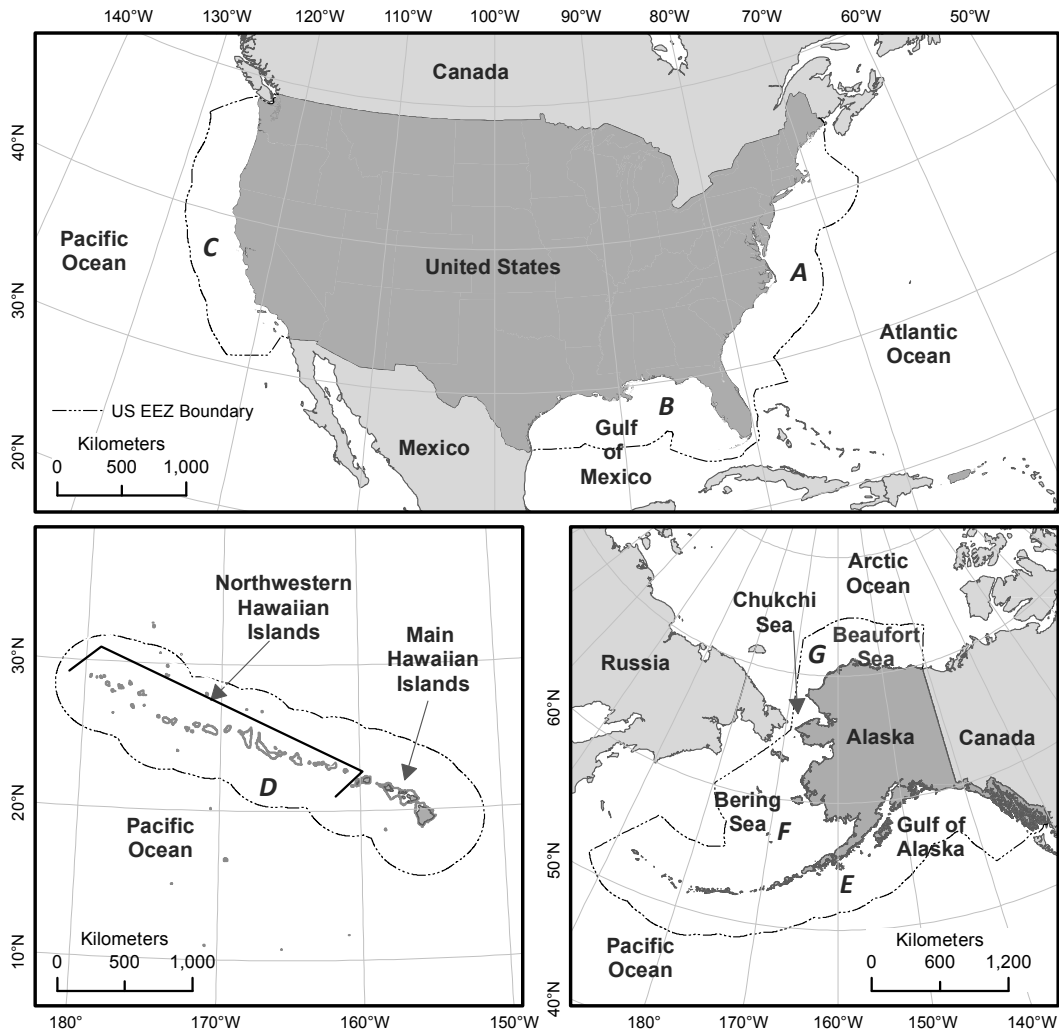 140°W 130°W 120°W 110°W 100°W 90°W 80°W 70°W 60°W 50°W
Canada
40°N
Pacific
Ocean
C
United States
A
30°N
Atlantic
Ocean
US EEZ Boundary
B
Kilometers
0 500 1,000
Gulf
of
Mexico
Mexico
20°N
Northwestern
Hawaiian
Islands
Main
Hawaiian
Islands
30°N
D
20°N
Pacific
Ocean
Kilometers
0 500 1,000
10°N
180° 170°W 160°W 150°W
Arctic
Ocean
Chukchi
Sea
Beaufort
Sea
G
Russia
60°N
Alaska
Canada
Bering
Sea
F
Gulf of
Alaska
E
50°N
Pacific
Ocean
Kilometers
0 600 1,200
40°N
180° 170°W 160°W 150°W 140°W